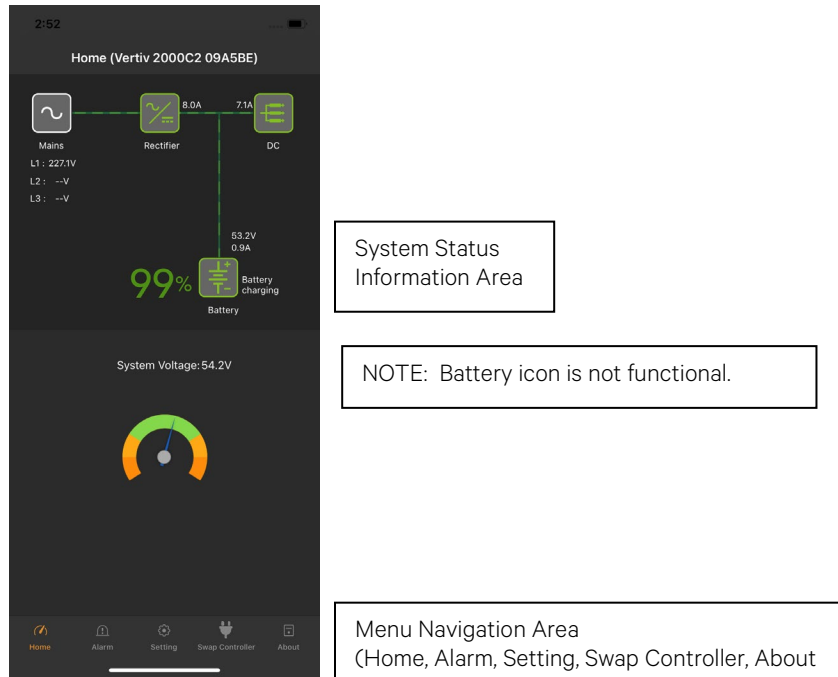 2:52
Home (Vertiv 2000C2 09A5BE)
8.0A
7.1A
Mains
Rectifier
DC
L1 : 227.1V
L2 : --V
L3 : --V
53.2V
0.9A
99%
Battery
charging
Battery
System Status
Information Area
System Voltage: 54.2V
NOTE: Battery icon is not functional.
Home
Alarm
Setting
Swap Controller
About
Menu Navigation Area
(Home, Alarm, Setting, Swap Controller, About